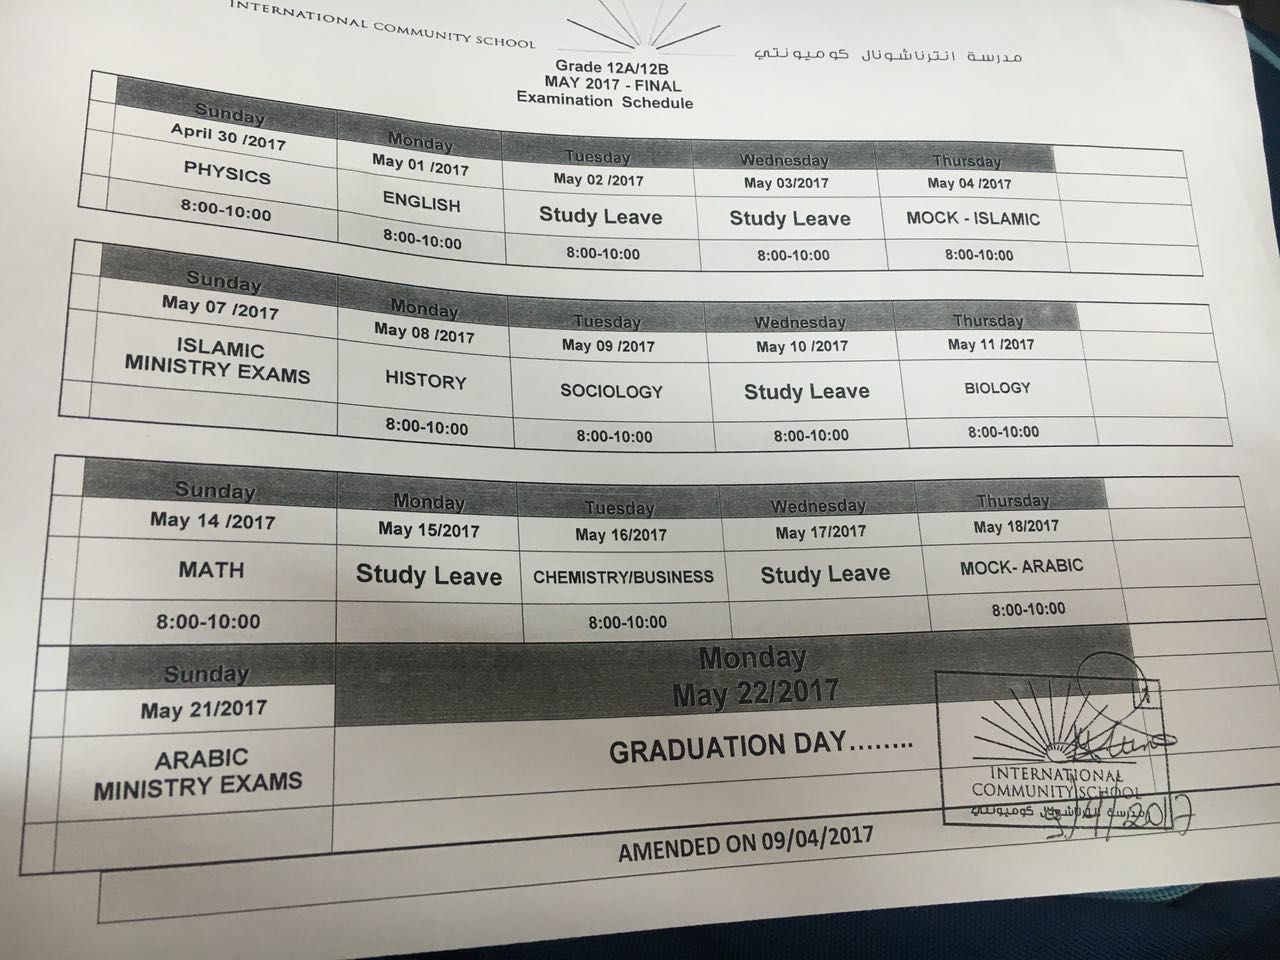 INTERNATIONAL COMMUNITY SCHOOL
مدرسة انترناشونال كوميونتي
Grade 12A/12B
MAY 2017 - FINAL
Examination Schedule
Sunday Monday Tuesday Wednesday Thursday
April 30 /2017 May 01 /2017 May 02 /2017 May 03/2017 May 04 /2017
PHYSICS ENGLISH Study Leave Study Leave MOCK - ISLAMIC
8:00-10:00 8:00-10:00 8:00-10:00 8:00-10:00 8:00-10:00
Sunday Monday Tuesday Wednesday Thursday
May 07 /2017 May 08 /2017 May 09 /2017 May 10 /2017 May 11 /2017
ISLAMIC
MINISTRY EXAMS HISTORY SOCIOLOGY Study Leave BIOLOGY
8:00-10:00 8:00-10:00 8:00-10:00 8:00-10:00
Sunday Monday Tuesday Wednesday Thursday
May 14 /2017 May 15/2017 May 16/2017 May 17/2017 May 18/2017
MATH Study Leave CHEMISTRY/BUSINESS Study Leave MOCK- ARABIC
8:00-10:00 8:00-10:00 8:00-10:00
Sunday Monday
May 21/2017 May 22/2017
ARABIC
MINISTRY EXAMS GRADUATION DAY........
INTERNATIONAL
COMMUNITY SCHOOL
مدرسة انترناشونال كوميونتي
AMENDED ON 09/04/2017